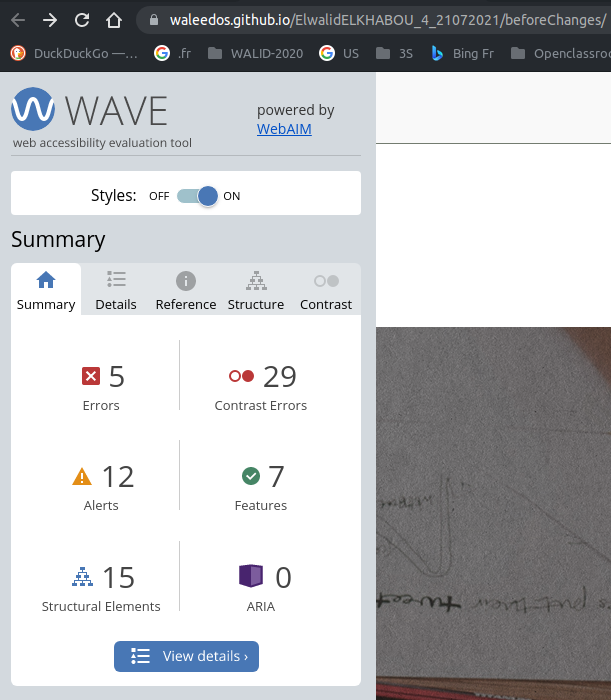 waleedos.github.io/ElwalidELKHABOU_4_21072021/beforeChanges/
DuckDuckGo —… .fr WALID-2020 US 3S Bing Fr Openclassroo
WAVE
web accessibility evaluation tool
powered by
WebAIM
Styles: OFF ON
Summary
Summary Details Reference Structure Contrast
5 29
Errors Contrast Errors
12 7
Alerts Features
15 0
Structural Elements ARIA
View details ›
tweet